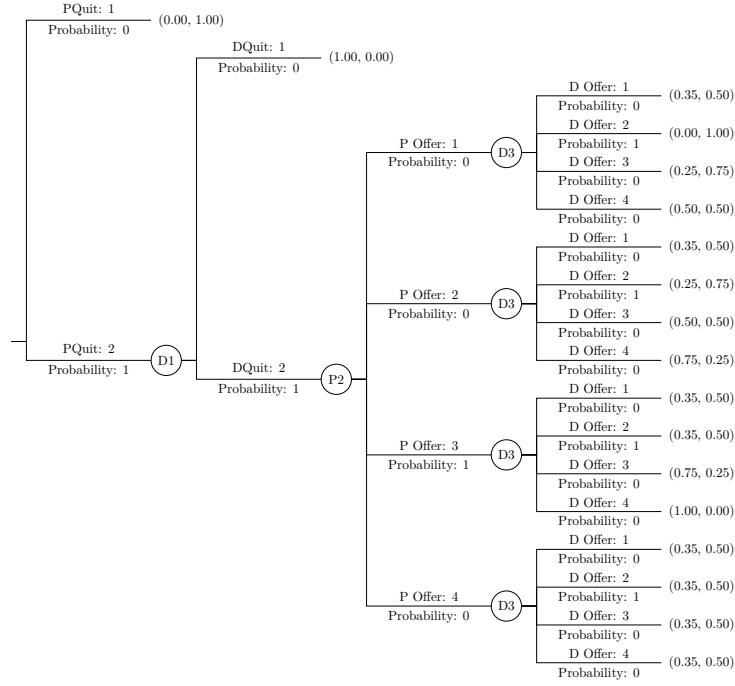 PQuit: 1
Probability: 0
(0.00, 1.00)
DQuit: 1
Probability: 0
(1.00, 0.00)
D Offer: 1
Probability: 0
(0.35, 0.50)
D Offer: 2
Probability: 1
(0.00, 1.00)
P Offer: 1
Probability: 0
D3
D Offer: 3
Probability: 0
(0.25, 0.75)
D Offer: 4
Probability: 0
(0.50, 0.50)
D Offer: 1
Probability: 0
(0.35, 0.50)
D Offer: 2
Probability: 1
(0.25, 0.75)
P Offer: 2
Probability: 0
D3
D Offer: 3
Probability: 0
(0.50, 0.50)
D Offer: 4
Probability: 0
(0.75, 0.25)
PQuit: 2
Probability: 1
D1
DQuit: 2
Probability: 1
P2
D Offer: 1
Probability: 0
(0.35, 0.50)
D Offer: 2
Probability: 1
(0.35, 0.50)
P Offer: 3
Probability: 1
D3
D Offer: 3
Probability: 0
(0.75, 0.25)
D Offer: 4
Probability: 0
(1.00, 0.00)
D Offer: 1
Probability: 0
(0.35, 0.50)
D Offer: 2
Probability: 1
(0.35, 0.50)
P Offer: 4
Probability: 0
D3
D Offer: 3
Probability: 0
(0.35, 0.50)
D Offer: 4
Probability: 0
(0.35, 0.50)